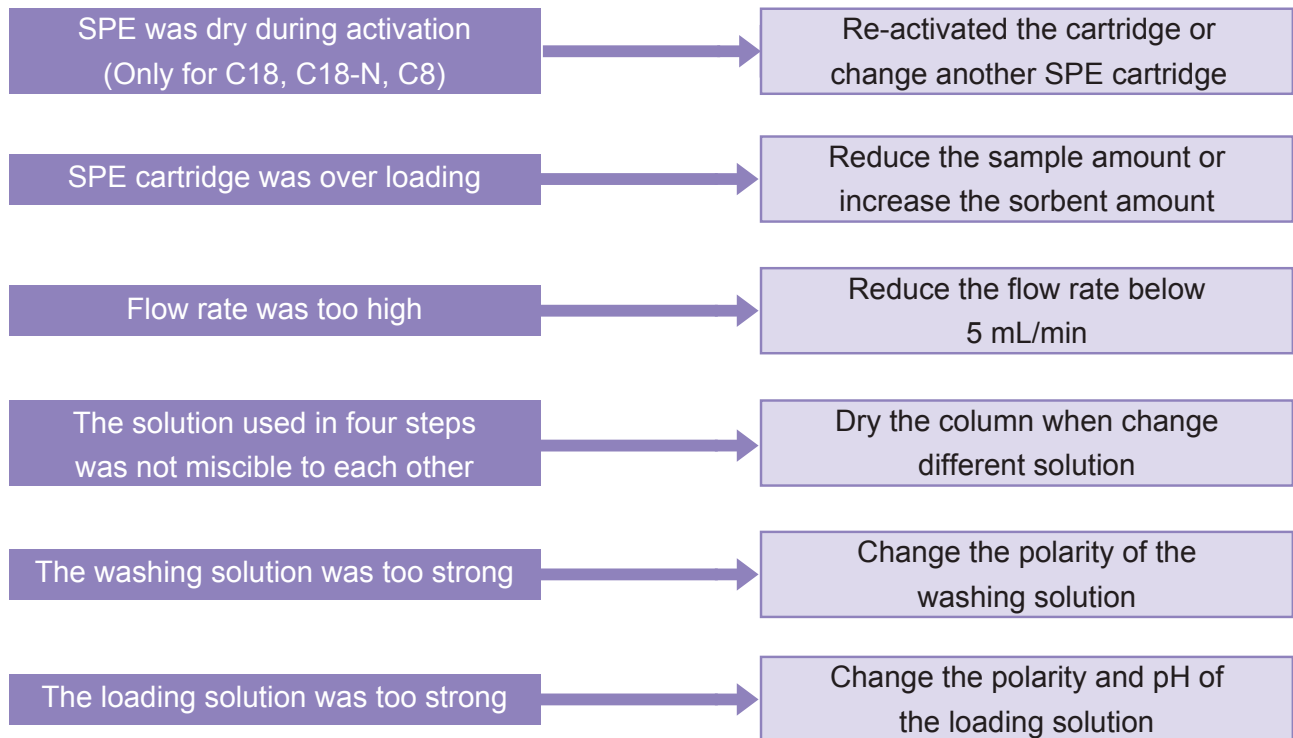 SPE was dry during activation
(Only for C18, C18-N, C8)
Re-activated the cartridge or
change another SPE cartridge
SPE cartridge was over loading
Reduce the sample amount or
increase the sorbent amount
Flow rate was too high
Reduce the flow rate below
5 mL/min
The solution used in four steps
was not miscible to each other
Dry the column when change
different solution
The washing solution was too strong
Change the polarity of the
washing solution
The loading solution was too strong
Change the polarity and pH of
the loading solution